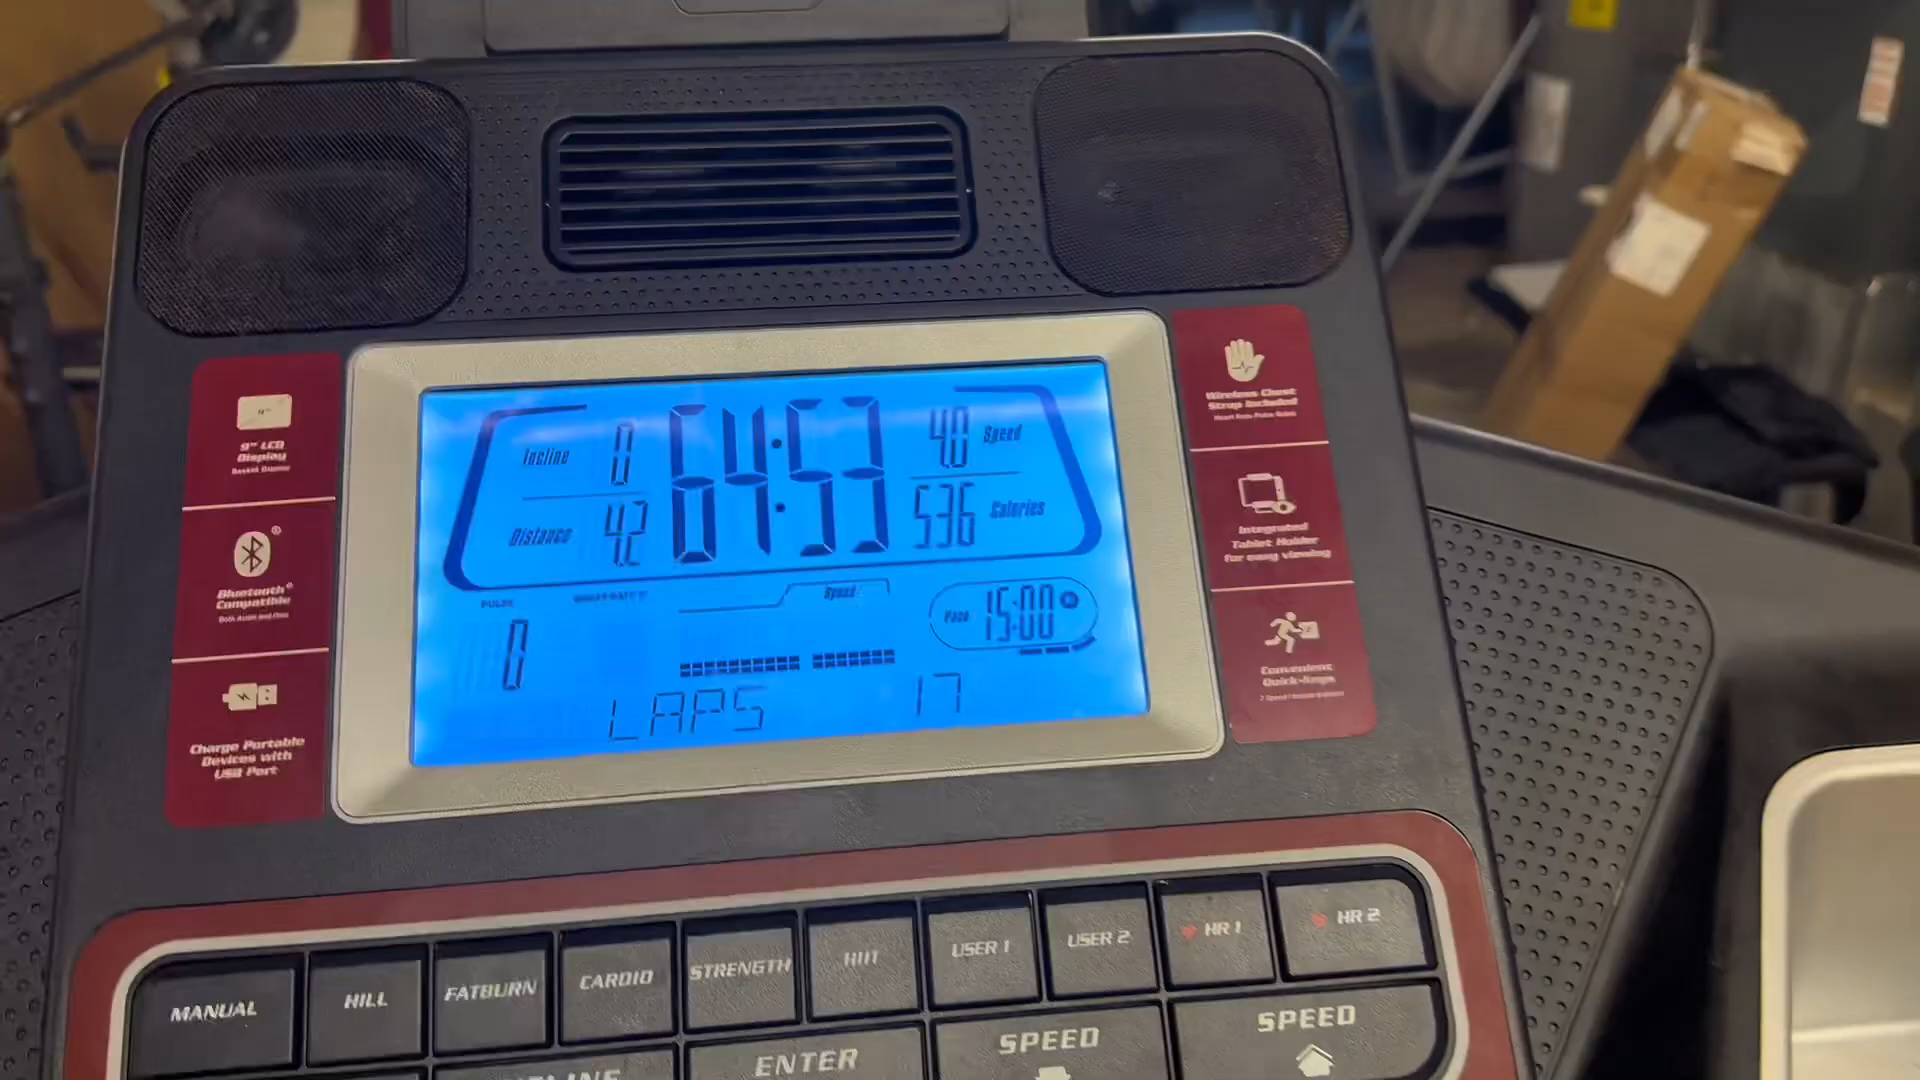 9" LCD
Display
Bluetooth®
Compatible
Charge Portable
Devices with
USB Port
Incline 0
64:53
4.0 Speed
Distance 4.2
536 Calories
PULSE
Speed
Pace 15:00
0
LAPS 17
Wireless Chest
Strap Included
Integrated
Tablet Holder
for easy viewing
Convenient
Quick-keys
MANUAL
HILL
FATBURN
CARDIO
STRENGTH
HIIT
USER 1
USER 2
HR 1
HR 2
ENTER
SPEED
SPEED